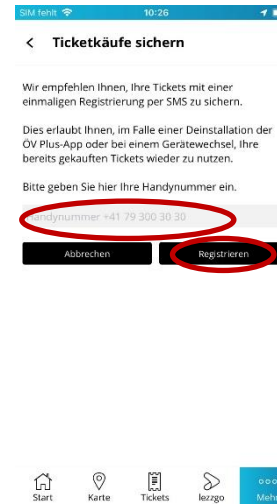 SIM fehlt 10:26
< Ticketkäufe sichern
Wir empfehlen Ihnen, Ihre Tickets mit einer
einmaligen Registrierung per SMS zu sichern.
Dies erlaubt Ihnen, im Falle einer Deinstallation der
ÖV Plus-App oder bei einem Gerätewechsel, Ihre
bereits gekauften Tickets wieder zu nutzen.
Bitte geben Sie hier Ihre Handynummer ein.
Handynummer +41 79 300 30 30
Abbrechen Registrieren
Start Karte Tickets lezzgo Mehr